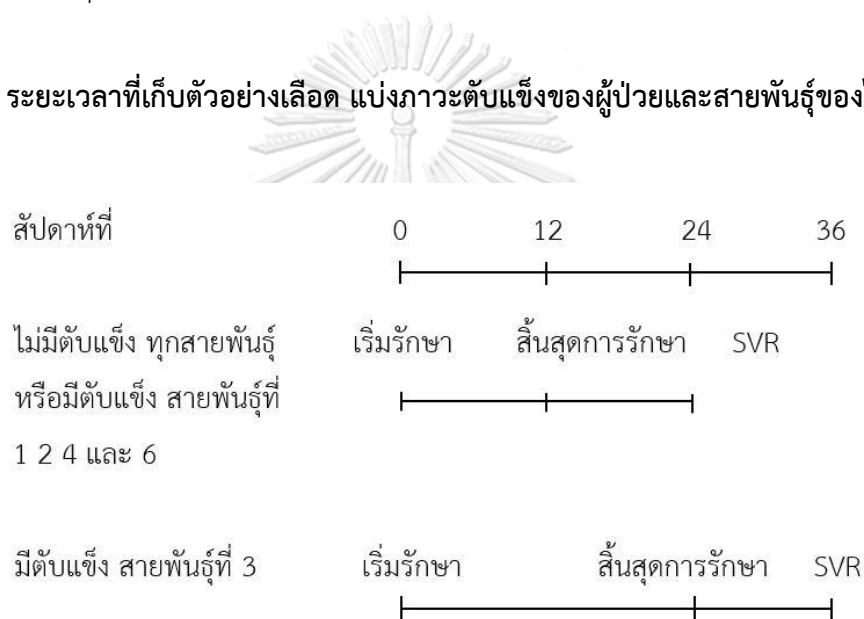 ระยะเวลาที่เก็บตัวอย่างเลือด แบ่งภาวะตับแข็งของผู้ป่วยและสายพันธุ์ของ
สัปดาห์ที่ 0 12 24 36
ไม่มีตับแข็ง ทุกสายพันธุ์ เริ่มรักษา สิ้นสุดการรักษา SVR
หรือมีตับแข็ง สายพันธุ์ที่
1 2 4 และ 6
มีตับแข็ง สายพันธุ์ที่ 3 เริ่มรักษา สิ้นสุดการรักษา SVR